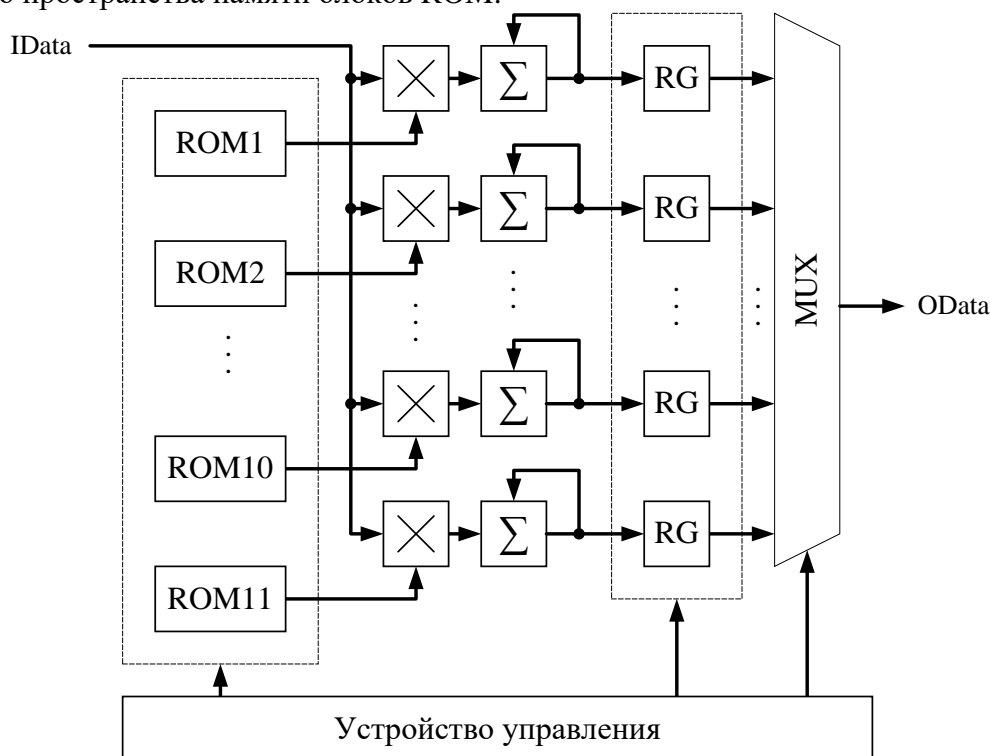 пространства памяти блоков ROM.
IData
ROM1
Σ
RG
ROM2
Σ
RG
MUX
OData
ROM10
Σ
RG
ROM11
Σ
RG
Устройство управления